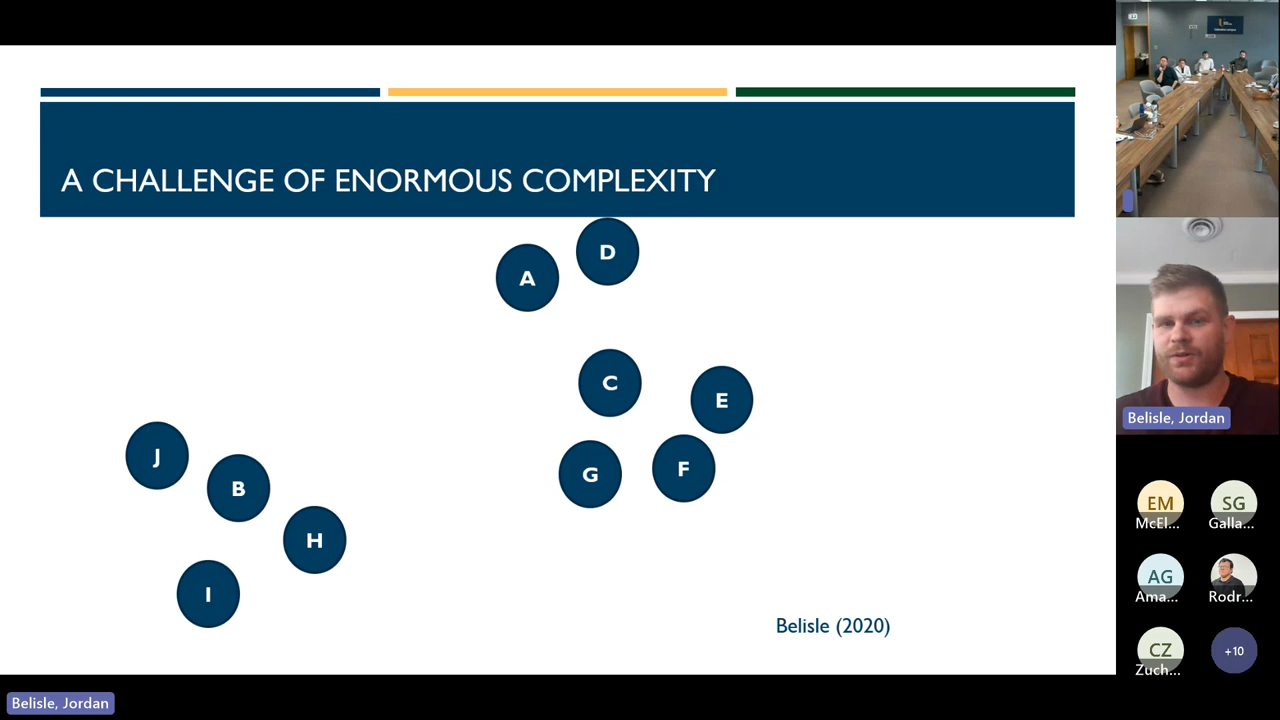 A CHALLENGE OF ENORMOUS COMPLEXITY
D
A
C
E
J
G
F
B
H
I
Belisle (2020)
Belisle, Jordan
EM
McEl...
SG
Galla...
AG
Ama...
Rodr...
CZ
Zuch...
+10
Belisle, Jordan